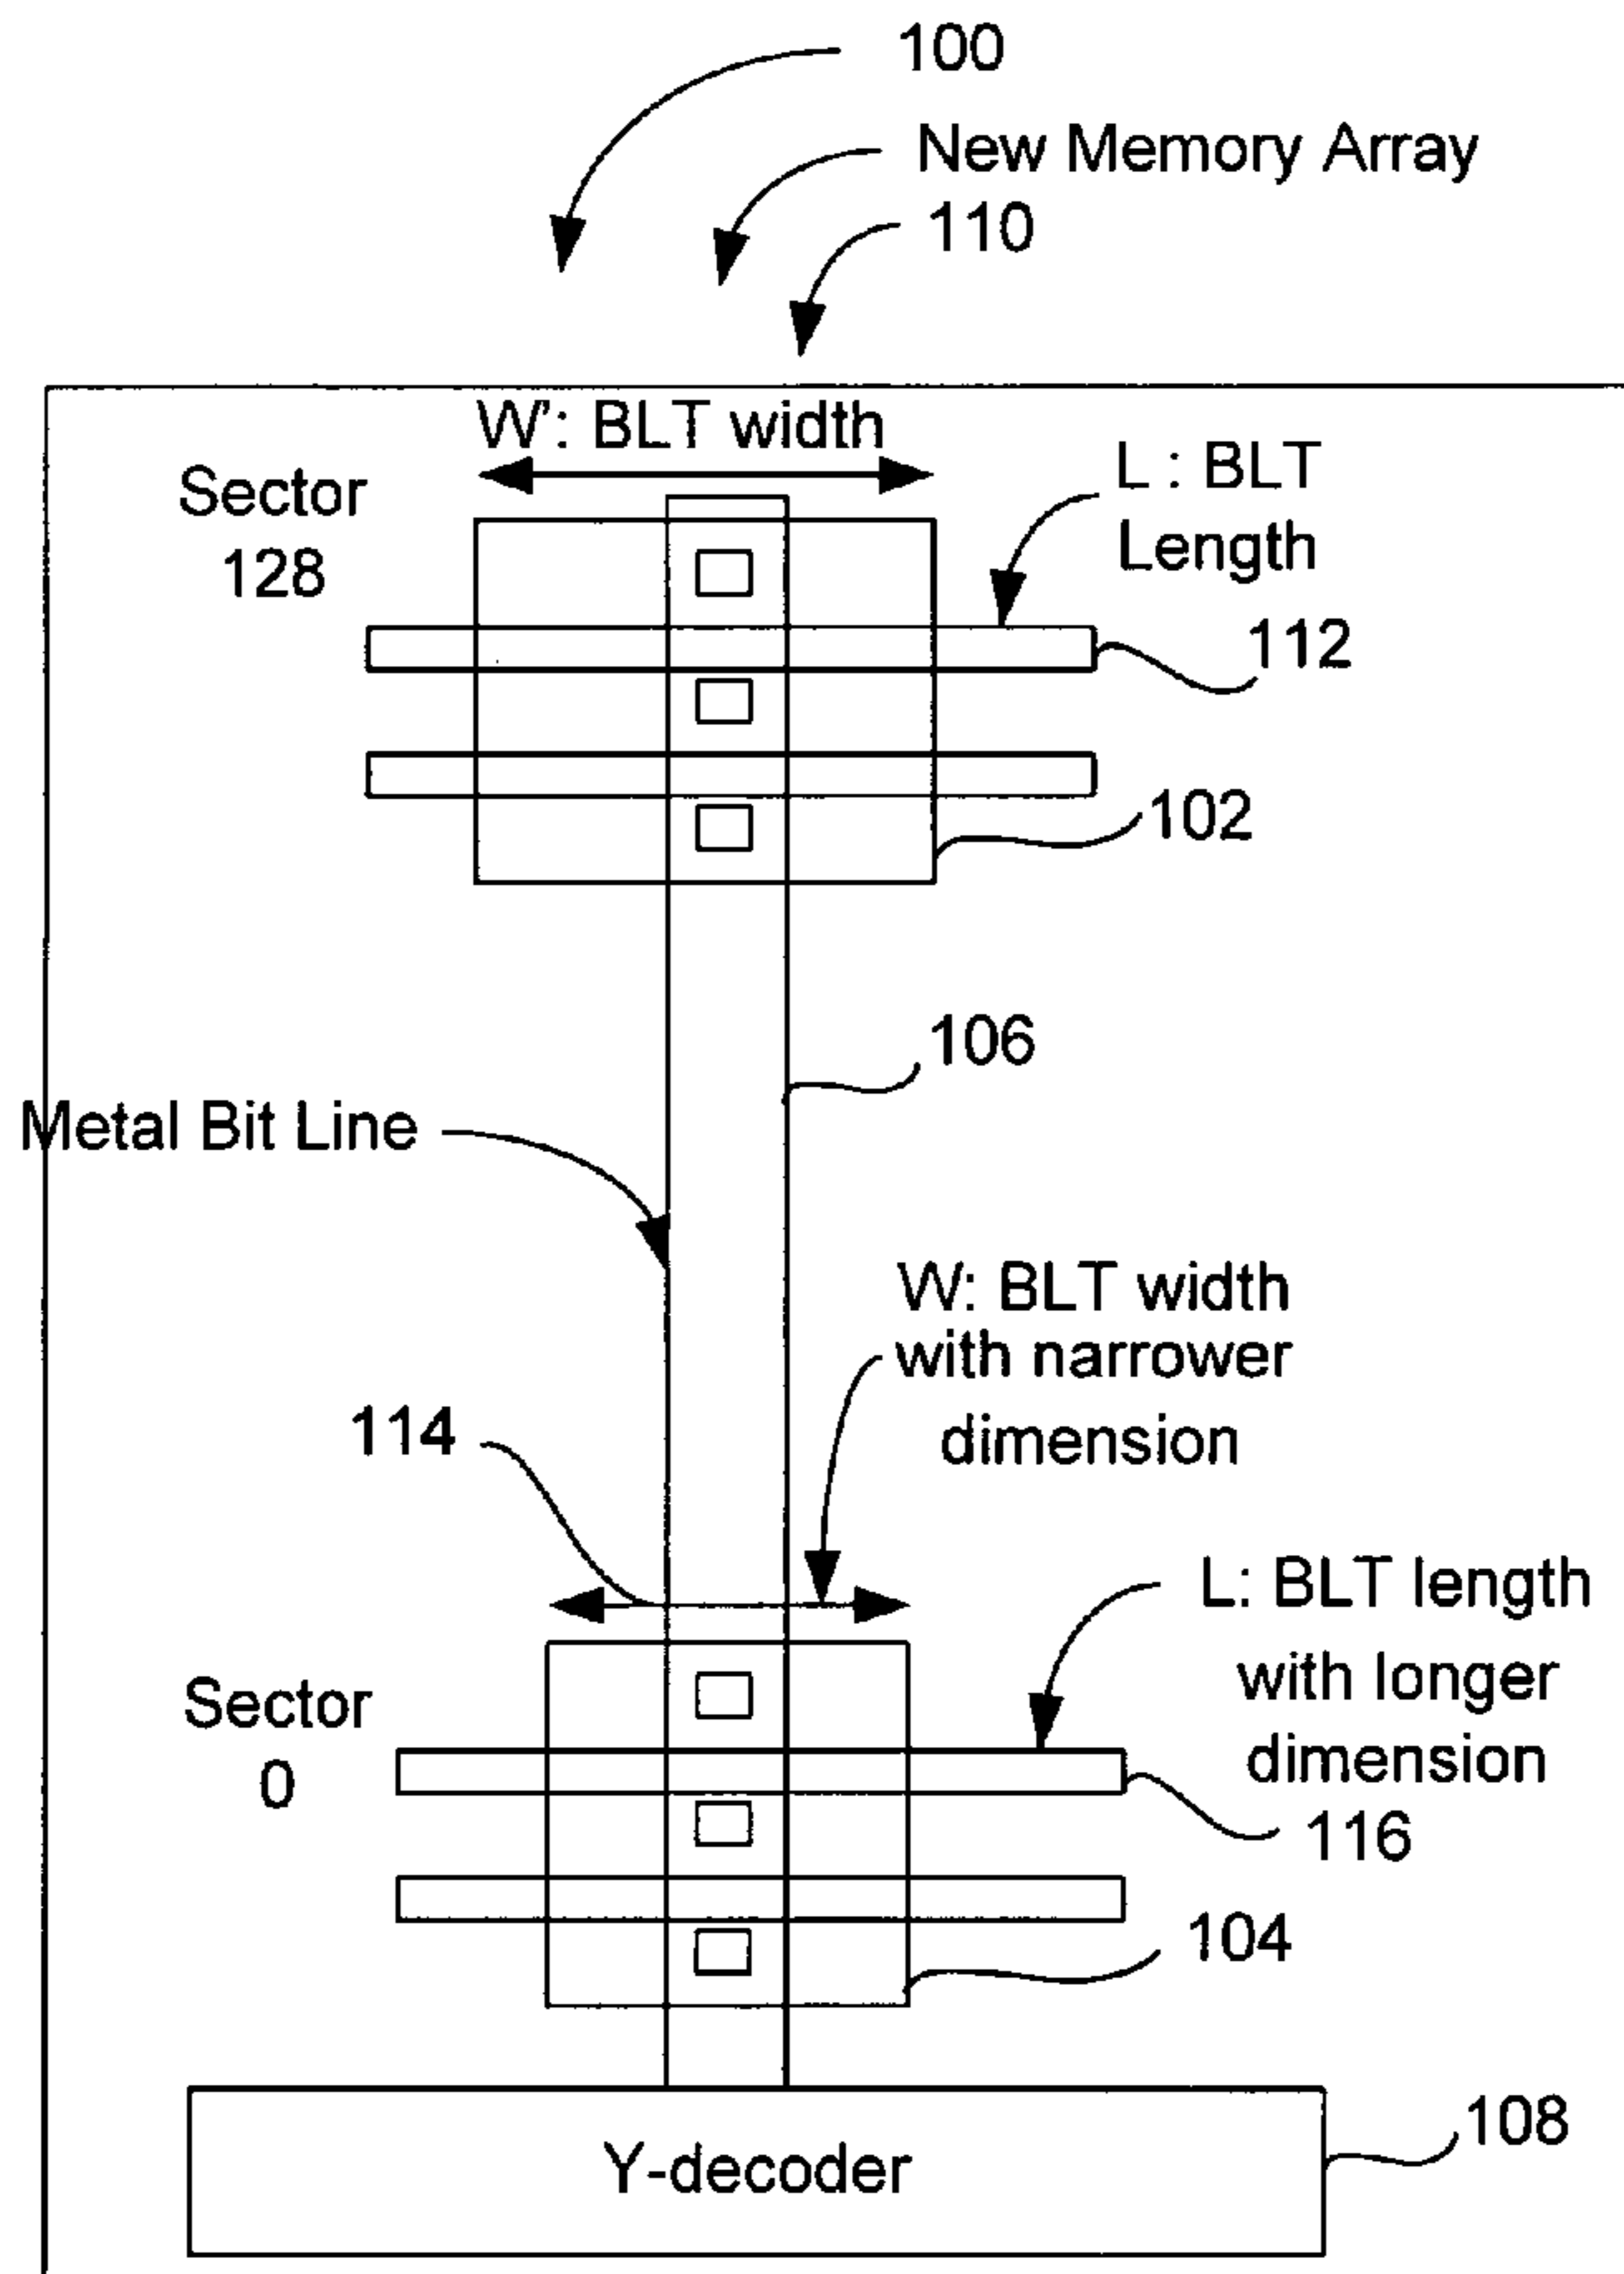 100
New Memory Array
110
W': BLT width
Sector
128
L : BLT
Length
112
102
106
Metal Bit Line
W: BLT width
with narrower
dimension
114
L: BLT length
with longer
dimension
Sector
0
116
104
108
Y-decoder